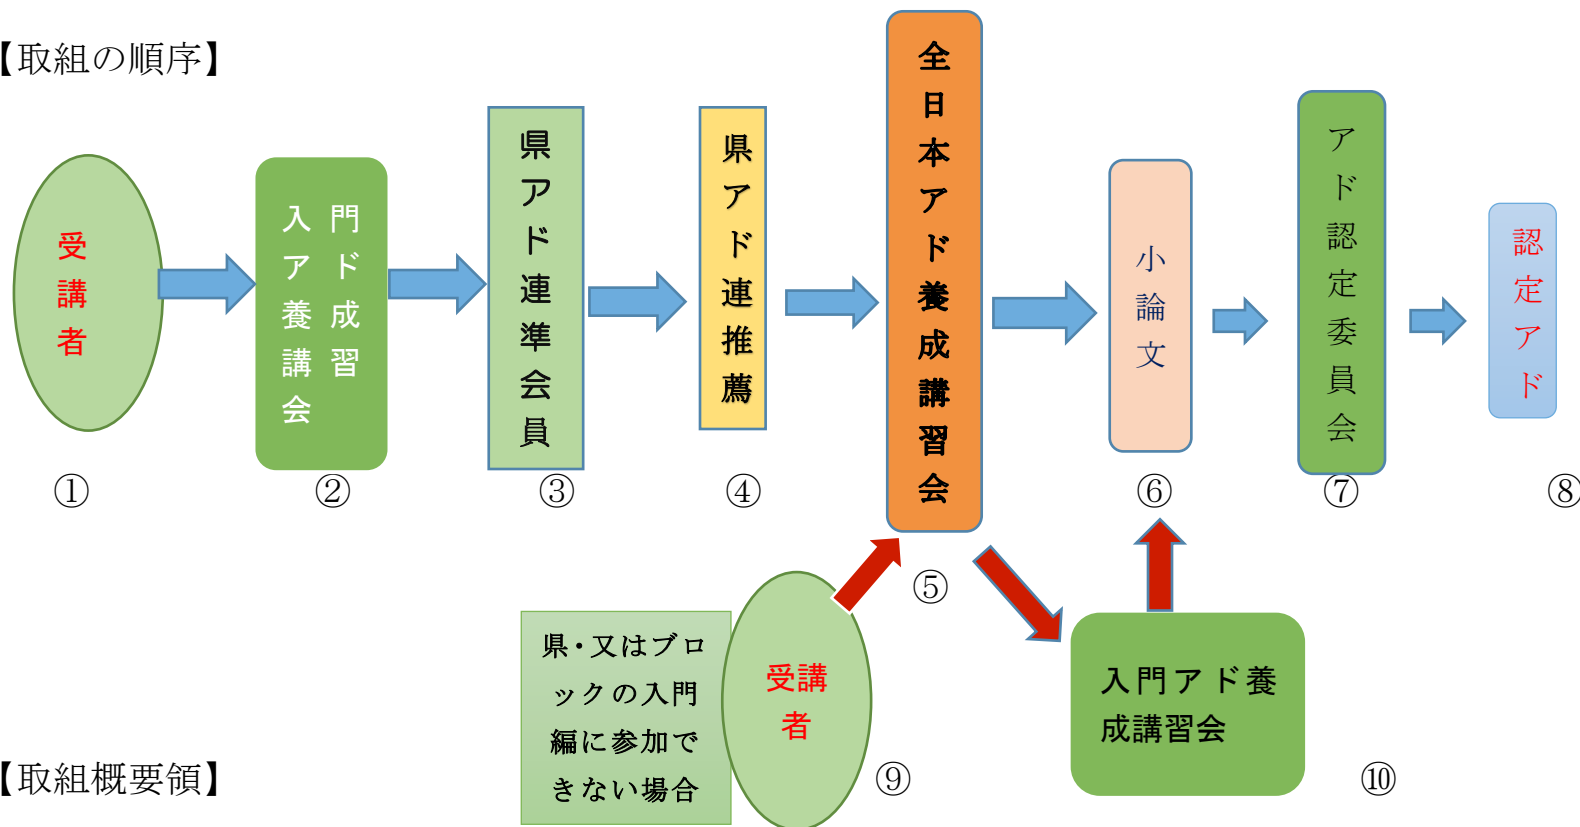 【取組の順序】
受講者
入門アド養成講習会
県アド連準会員
県アド連推薦
全日本アド養成講習会
小論文
アド認定委員会
認定アド
①
②
③
④
⑤
⑥
⑦
⑧
県・又はブロ
ックの入門
編に参加で
きない場合
受講
者
⑨
入門アド養
成講習会
⑩
【取組概要領】